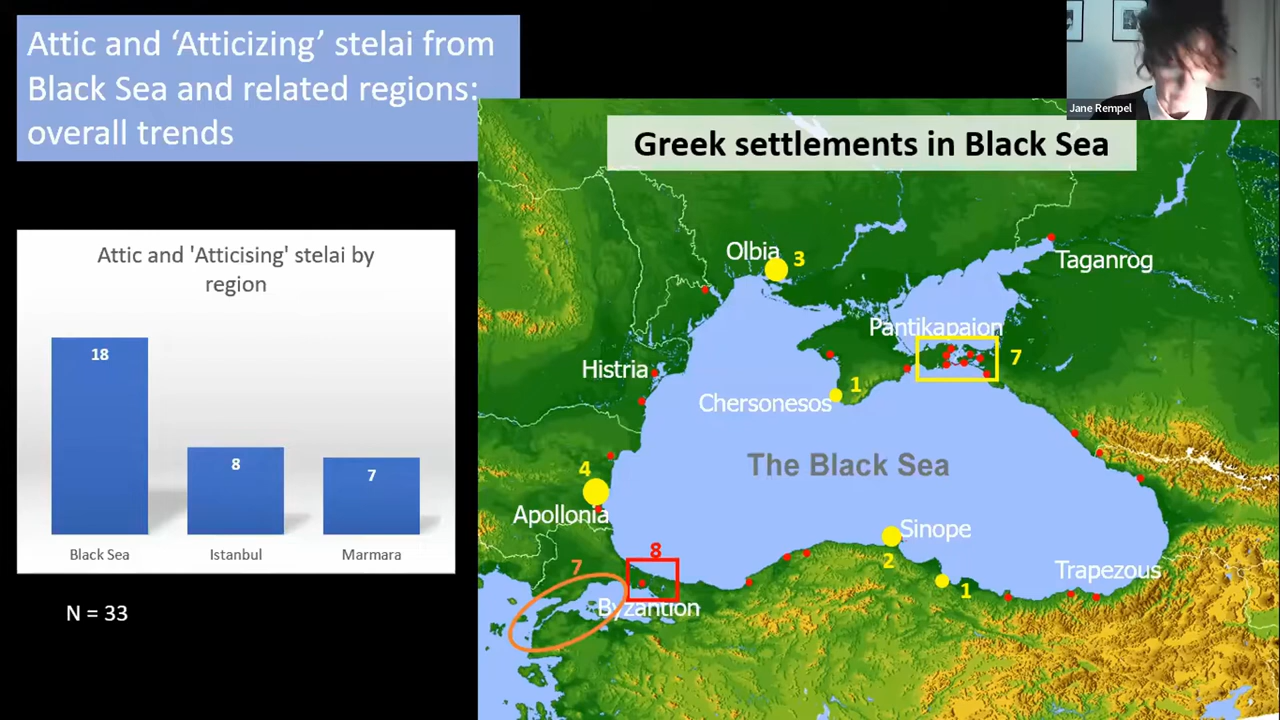 Attic and ‘Atticizing’ stelai from
Black Sea and related regions:
overall trends
Jane Rempel
Greek settlements in Black Sea
Attic and 'Atticising' stelai by
region
18
8
7
Black Sea
Istanbul
Marmara
N = 33
Olbia
3
Taganrog
Pantikapaion
7
Histria
1
Chersonesos
The Black Sea
4
Apollonia
Sinope
2
8
7
Byzantion
1
Trapezous